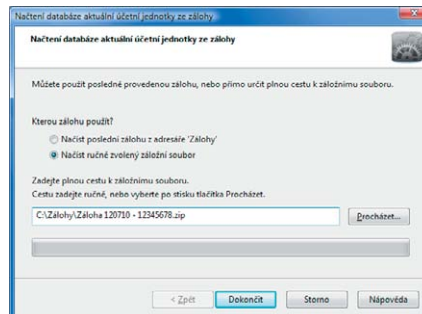 Načtení databáze aktuální účetní jednotky ze zálohy
Načtení databáze aktuální účetní jednotky ze zálohy
Můžete použít posledně provedenou zálohu, nebo přímo určit plnou cestu k záložnímu souboru.
Kterou zálohu použít?
Načíst poslední zálohu z adresáře 'Zálohy'
Načíst ručně zvolený záložní soubor
Zadejte plnou cestu k záložnímu souboru.
Cestu zadejte ručně, nebo vyberte po stisku tlačítka Procházet.
C:\Zálohy\Záloha 120710 - 12345678.zip
Procházet...
< Zpět Dokončit Storno Nápověda